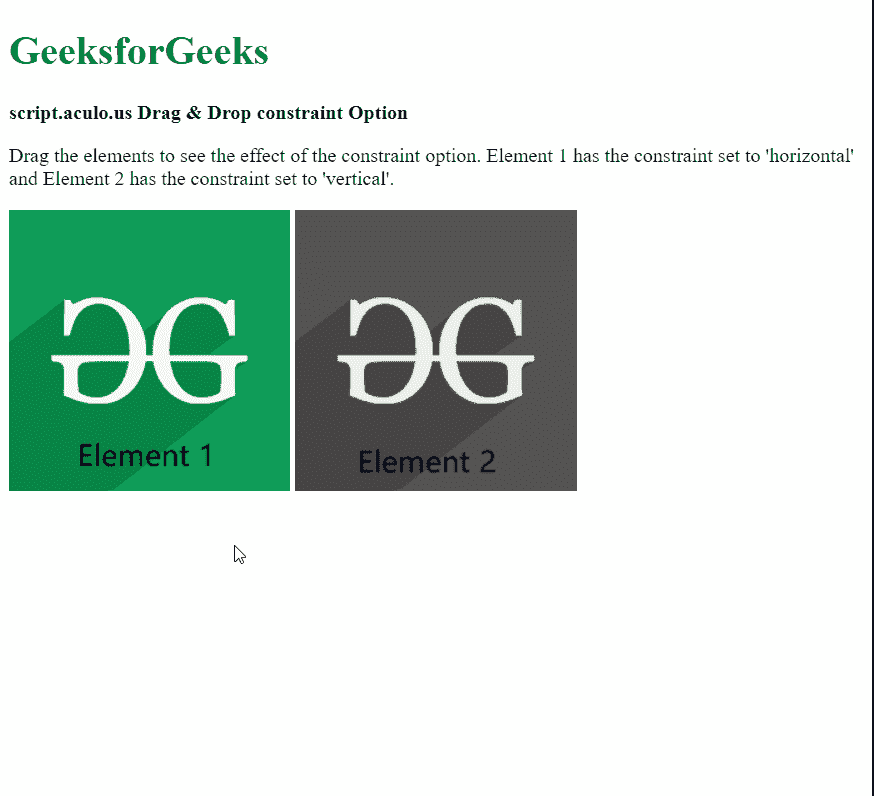 GeeksforGeeks
script.aculo.us Drag & Drop constraint Option
Drag the elements to see the effect of the constraint option. Element 1 has the constraint set to 'horizontal'
and Element 2 has the constraint set to 'vertical'.
Element 1
Element 2